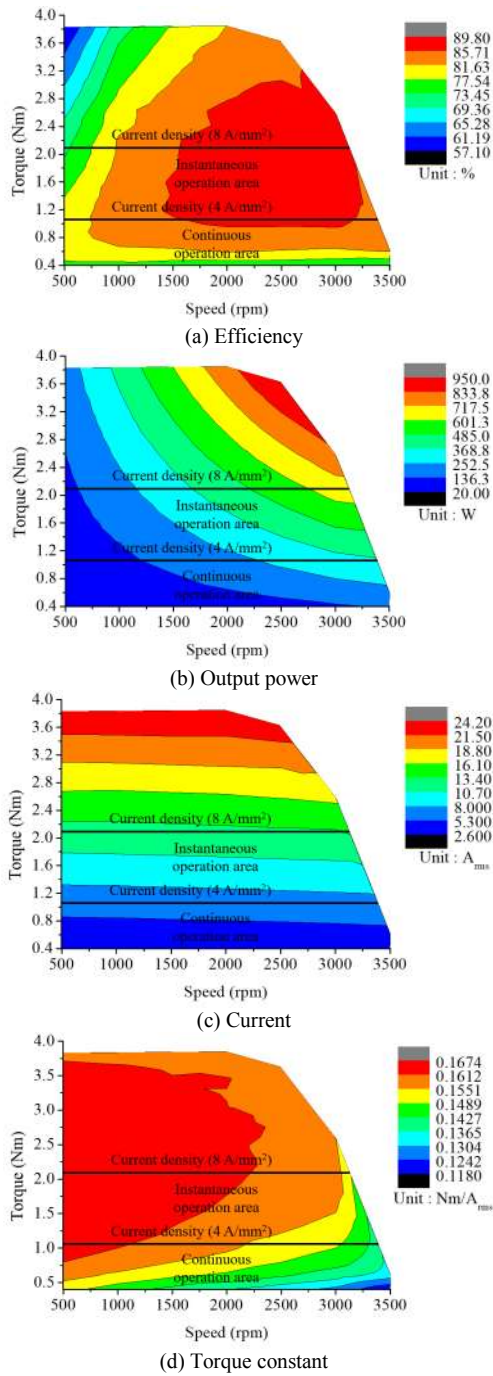 4.0
3.6
3.2
2.8
2.4
2.0
1.6
1.2
0.8
0.4
Torque (Nm)
Current density (8 A/mm²)
Instantaneous
operation area
Current density (4 A/mm²)
Continuous
operation area
500 1000 1500 2000 2500 3000 3500
Speed (rpm)
89.80
85.71
81.63
77.54
73.45
69.36
65.28
61.19
57.10
Unit : %
(a) Efficiency
4.0
3.6
3.2
2.8
2.4
2.0
1.6
1.2
0.8
0.4
Torque (Nm)
Current density (8 A/mm²)
Instantaneous
operation area
Current density (4 A/mm²)
Continuous
operation area
500 1000 1500 2000 2500 3000 3500
Speed (rpm)
950.0
833.8
717.5
601.3
485.0
368.8
252.5
136.3
20.00
Unit : W
(b) Output power
4.0
3.6
3.2
2.8
2.4
2.0
1.6
1.2
0.8
0.4
Torque (Nm)
Current density (8 A/mm²)
Instantaneous
operation area
Current density (4 A/mm²)
Continuous
operation area
500 1000 1500 2000 2500 3000 3500
Speed (rpm)
24.20
21.50
18.80
16.10
13.40
10.70
8.000
5.300
2.600
Unit : Arms
(c) Current
4.0
3.5
3.0
2.5
2.0
1.5
1.0
0.5
Torque (Nm)
Current density (8 A/mm²)
Instantaneous
operation area
Current density (4 A/mm²)
Continuous
operation area
500 1000 1500 2000 2500 3000 3500
Speed (rpm)
0.1674
0.1612
0.1551
0.1489
0.1427
0.1365
0.1304
0.1242
0.1180
Unit : Nm/Arms
(d) Torque constant